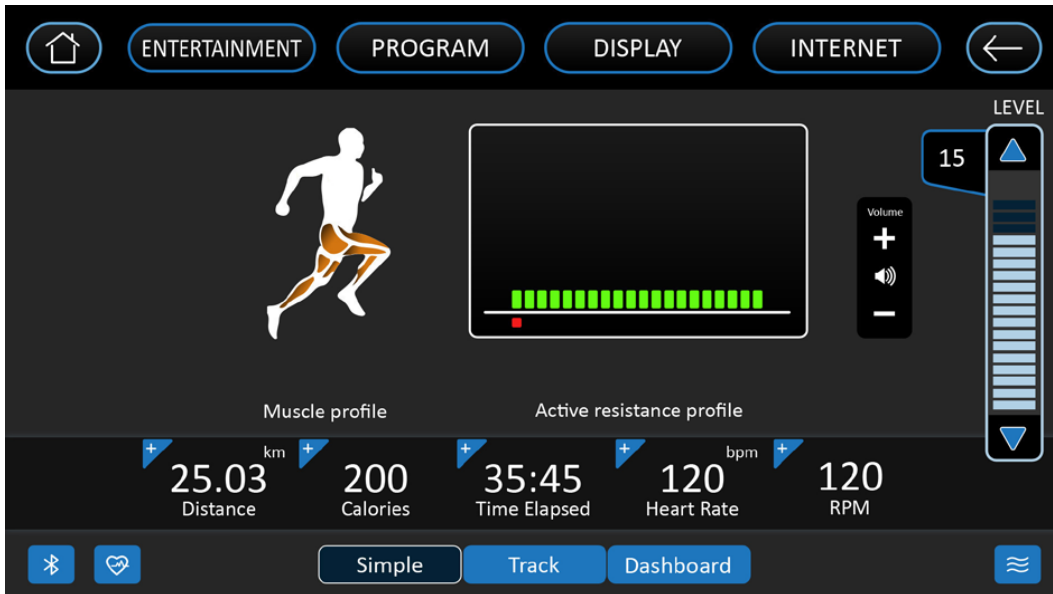 ENTERTAINMENT PROGRAM DISPLAY INTERNET
LEVEL
15
Volume
Muscle profile Active resistance profile
km bpm
25.03 200 35:45 120 120
Distance Calories Time Elapsed Heart Rate RPM
Simple Track Dashboard